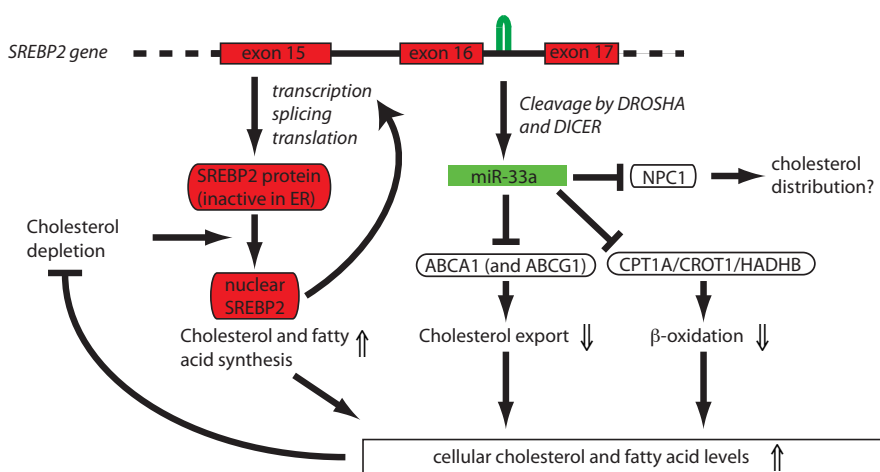 SREBP2 gene
exon 15
exon 16
exon 17
transcription
splicing
translation
Cleavage by DROSHA
and DICER
SREBP2 protein
(inactive in ER)
miR-33a
NPC1
cholesterol
distribution?
Cholesterol
depletion
nuclear
SREBP2
ABCA1 (and ABCG1)
CPT1A/CROT1/HADHB
Cholesterol and fatty
acid synthesis ⇑
Cholesterol export ⇓
β-oxidation ⇓
cellular cholesterol and fatty acid levels ⇑